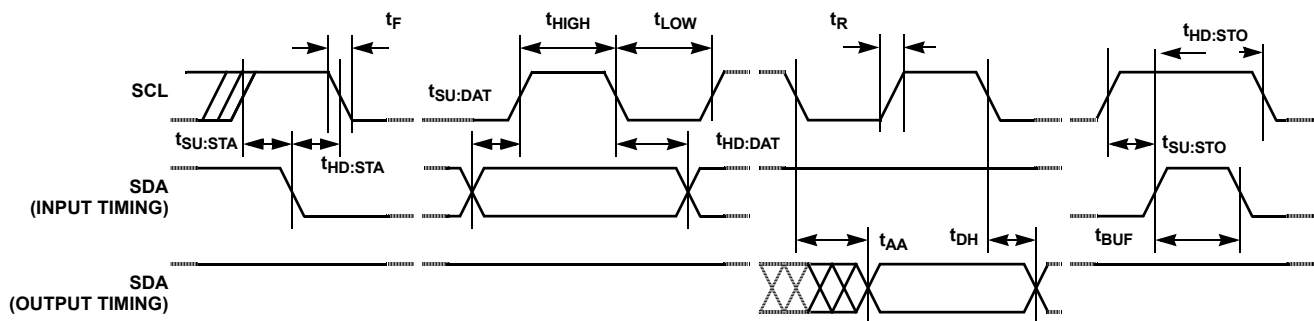 tF
tHIGH
tLOW
tR
tHD:STO
SCL
tSU:DAT
tSU:STA
tHD:STA
tHD:DAT
tSU:STO
SDA
(INPUT TIMING)
tAA
tDH
tBUF
SDA
(OUTPUT TIMING)